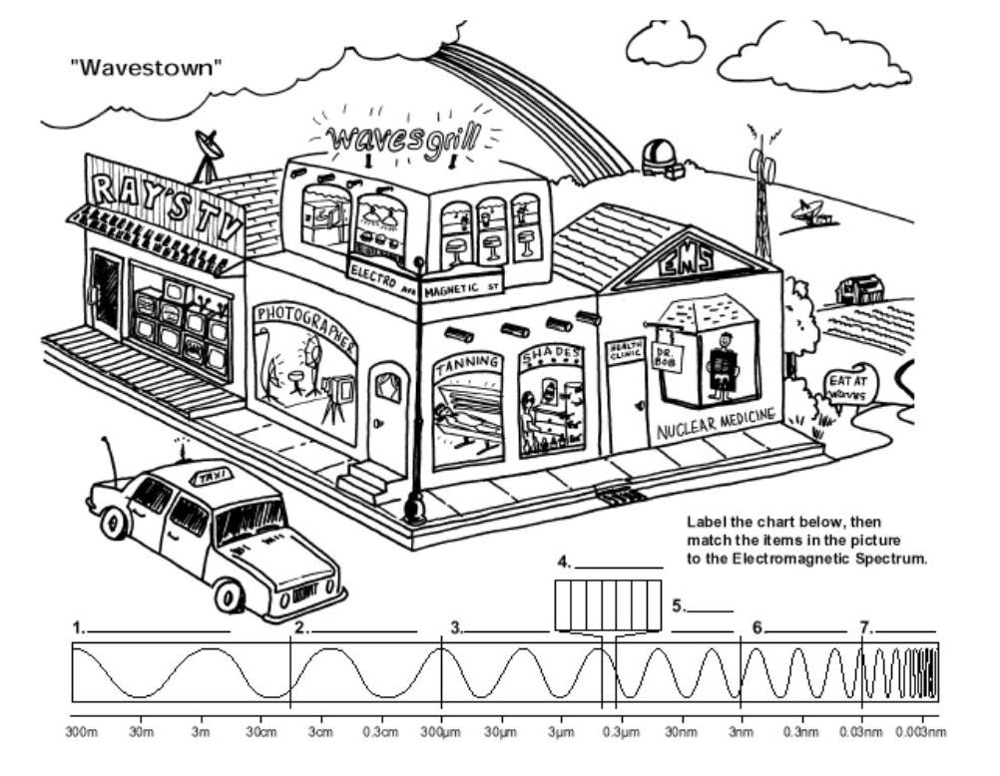 "Wavestown"
waves grill
RAY'S TV
EMS
ELECTRO AVE
MAGNETIC ST
PHOTOGRAPHER
TANNING
SHADES
HEALTH
CLINIC
DR.
BOB
NUCLEAR MEDICINE
EAT AT
WAVES
TAXI
Label the chart below, then
match the items in the picture
to the Electromagnetic Spectrum.
4.
5.
1. 2. 3. 6. 7.
300m 30m 3m 30cm 3cm 0.3cm 300µm 30µm 3µm 0.3µm 30nm 3nm 0.3nm 0.03nm 0.003nm